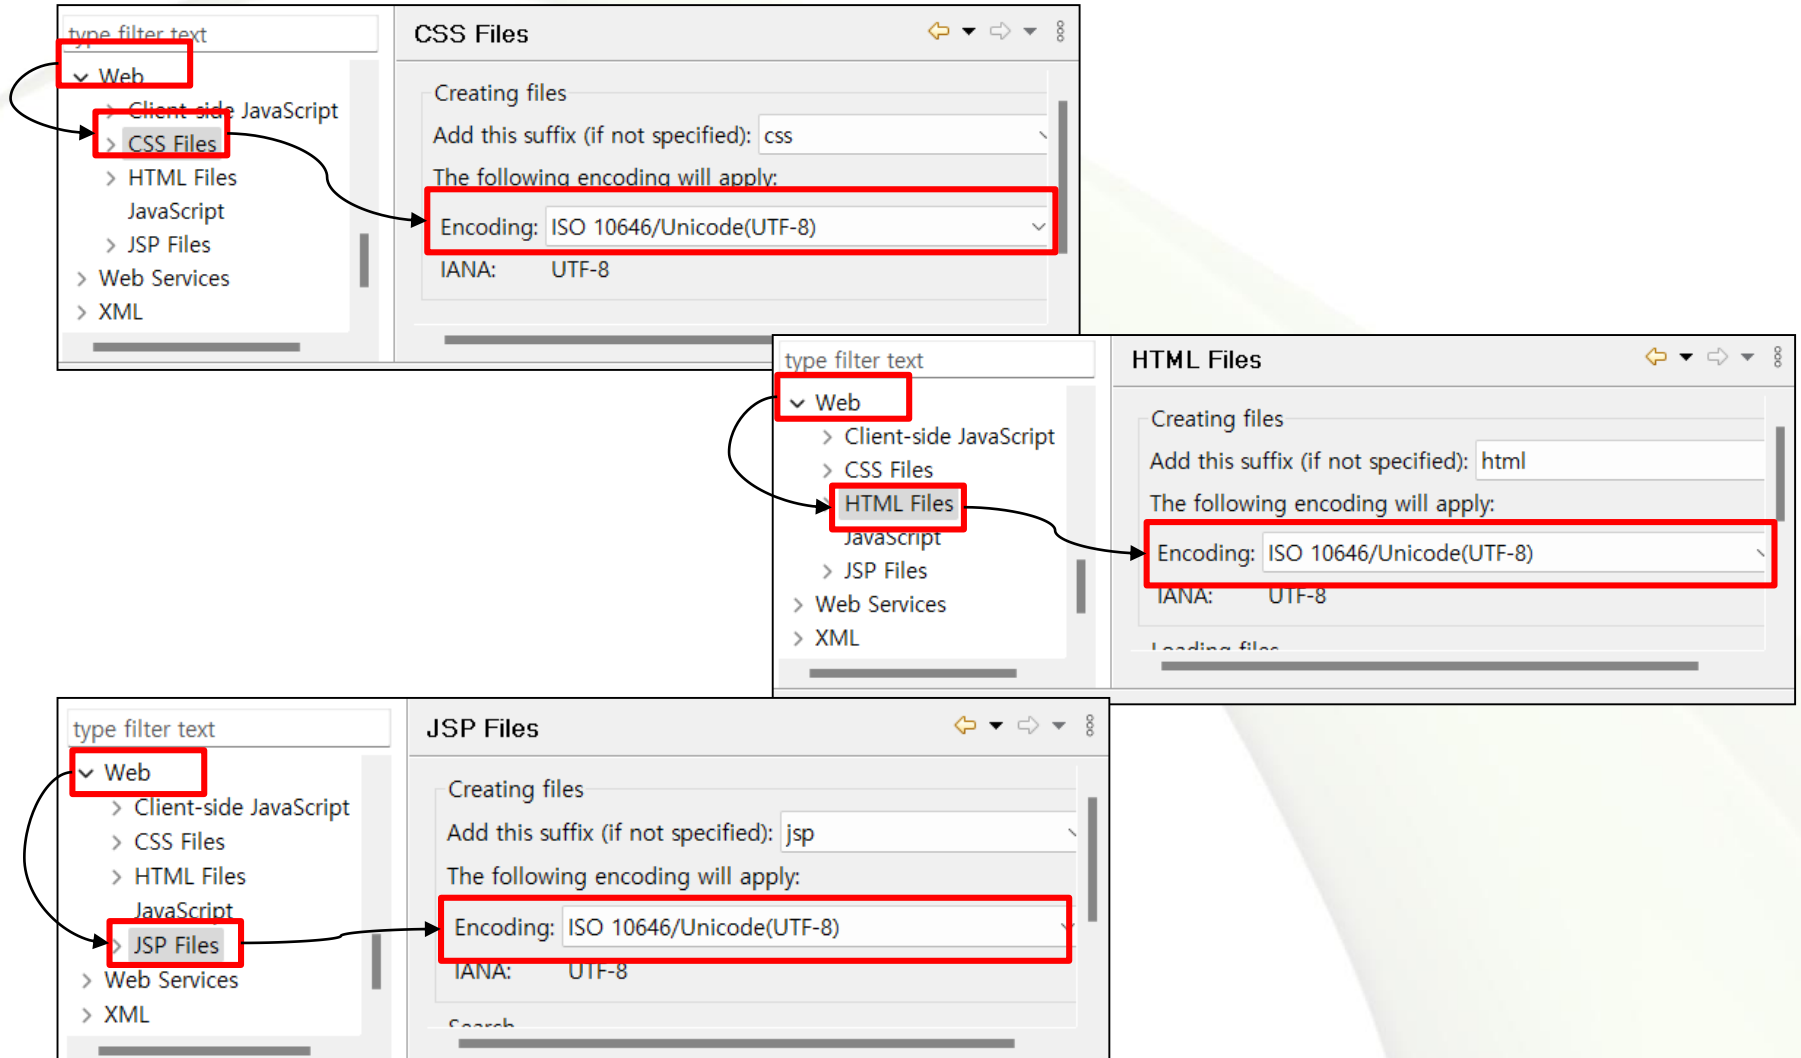 type filter text
Web
Client-side JavaScript
CSS Files
HTML Files
JavaScript
JSP Files
Web Services
XML
CSS Files
Creating files
Add this suffix (if not specified): css
The following encoding will apply:
Encoding: ISO 10646/Unicode(UTF-8)
IANA: UTF-8
type filter text
Web
Client-side JavaScript
CSS Files
HTML Files
JavaScript
JSP Files
Web Services
XML
HTML Files
Creating files
Add this suffix (if not specified): html
The following encoding will apply:
Encoding: ISO 10646/Unicode(UTF-8)
IANA: UTF-8
Loading files
type filter text
Web
Client-side JavaScript
CSS Files
HTML Files
JavaScript
JSP Files
Web Services
XML
JSP Files
Creating files
Add this suffix (if not specified): jsp
The following encoding will apply:
Encoding: ISO 10646/Unicode(UTF-8)
IANA: UTF-8
Search